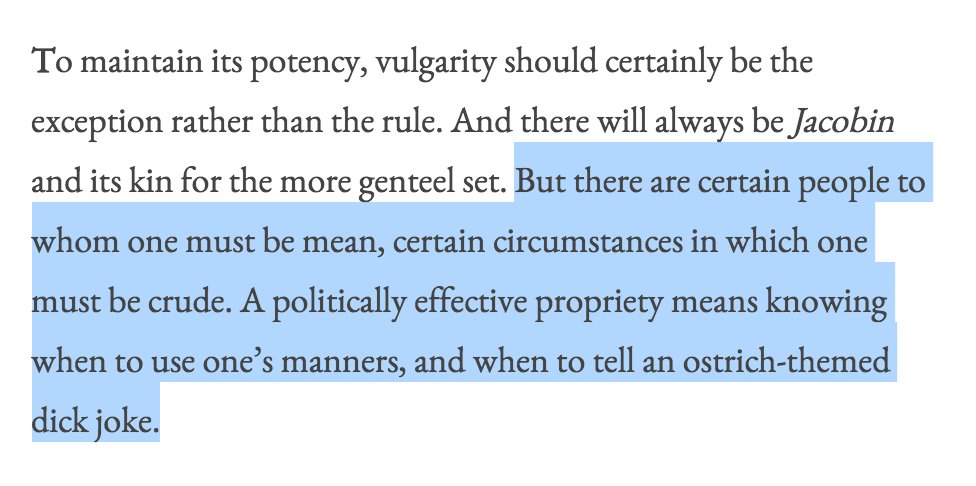 To maintain its potency, vulgarity should certainly be the
exception rather than the rule. And there will always be Jacobin
and its kin for the more genteel set. But there are certain people to
whom one must be mean, certain circumstances in which one
must be crude. A politically effective propriety means knowing
when to use one’s manners, and when to tell an ostrich-themed
dick joke.